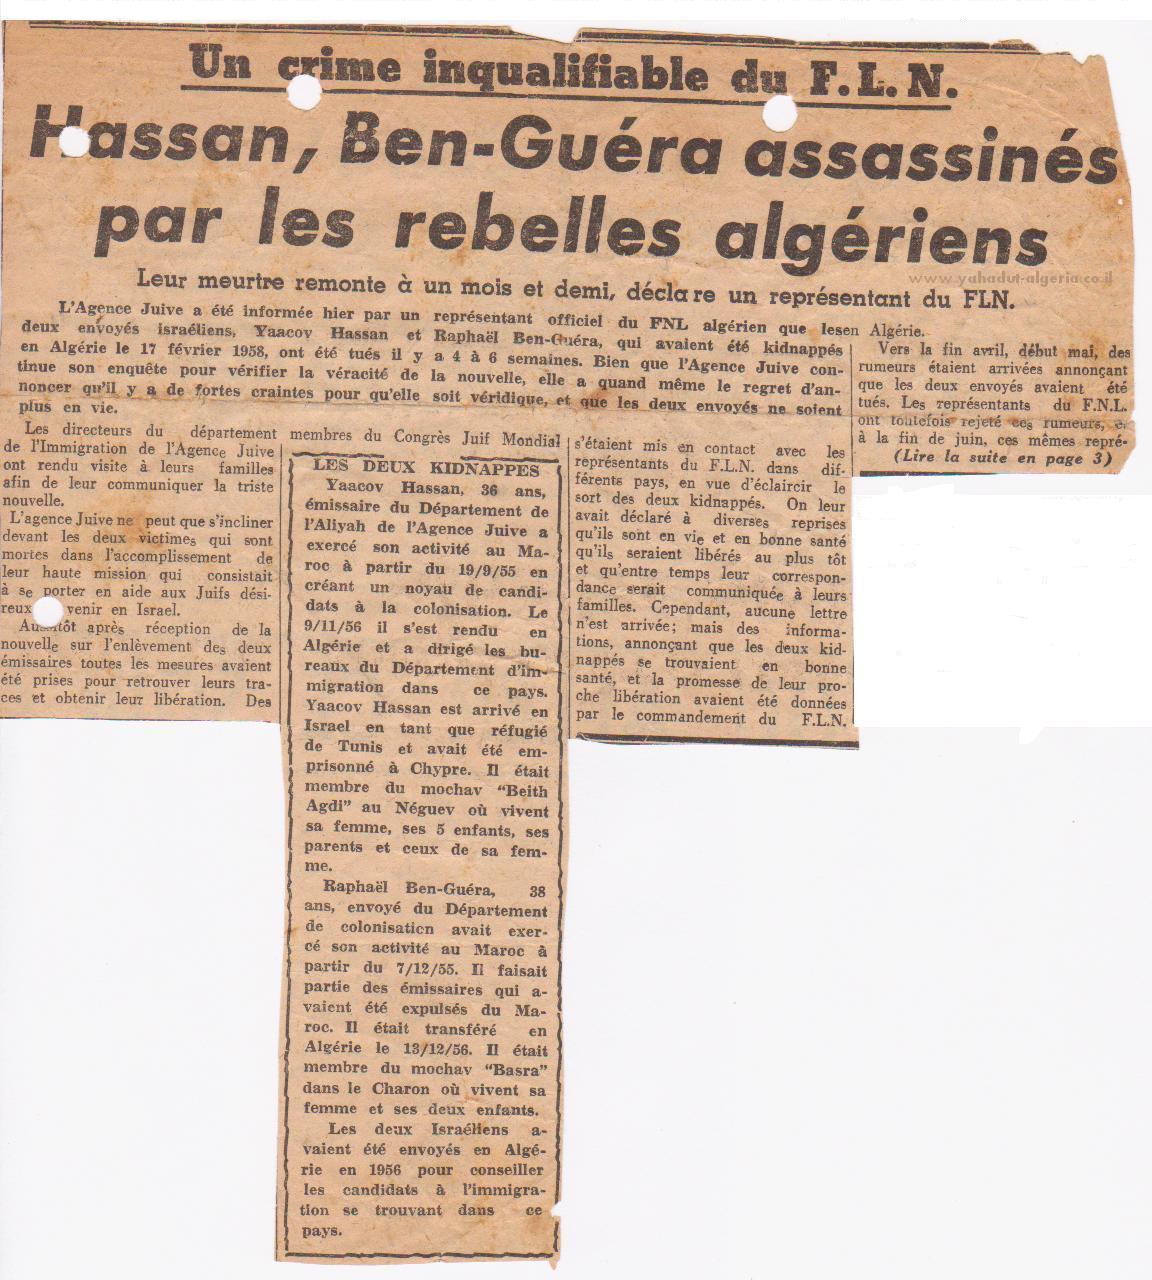 Un crime inqualifiable du F.L.N.
Hassan, Ben-Guéra assassinés
par les rebelles algériens
www.yahadut-algeria.co.il
Leur meurtre remonte à un mois et demi, déclare un représentant du FLN.
L'Agence Juive a été informée hier par un représentant officiel du FNL algérien que les
deux envoyés israéliens, Yaacov Hassan et Raphaël Ben-Guéra, qui avaient été kidnappés
en Algérie le 17 février 1958, ont été tués il y a 4 à 6 semaines. Bien que l'Agence Juive con-
tinue son enquête pour vérifier la véracité de la nouvelle, elle a quand même le regret d'an-
noncer qu'il y a de fortes craintes pour qu'elle soit véridique, et que les deux envoyés ne soient
plus en vie.
Les directeurs du département
de l'Immigration de l'Agence Juive
ont rendu visite à leurs familles
afin de leur communiquer la triste
nouvelle.
L'agence Juive ne peut que s'incliner
devant les deux victimes qui sont
mortes dans l'accomplissement de
leur haute mission qui consistait
à se porter en aide aux Juifs dési-
reux venir en Israel.
Aussitôt après réception de la
nouvelle sur l'enlèvement des deux
émissaires toutes les mesures avaient
été prises pour retrouver leurs tra-
ces et obtenir leur libération. Des
membres du Congrès Juif Mondial
LES DEUX KIDNAPPES
Yaacov Hassan, 36 ans,
émissaire du Département de
l'Aliyah de l'Agence Juive a
exercé son activité au Ma-
roc à partir du 19/9/55 en
créant un noyau de candi-
dats à la colonisation. Le
9/11/56 il s'est rendu en
Algérie et a dirigé les bu-
reaux du Département d'im-
migration dans ce pays.
Yaacov Hassan est arrivé en
Israel en tant que réfugié
de Tunis et avait été em-
prisonné à Chypre. Il était
membre du mochav "Beith
Agdi" au Néguev où vivent
sa femme, ses 5 enfants, ses
parents et ceux de sa fem-
me.
Raphaël Ben-Guéra, 38
ans, envoyé du Département
de colonisation avait exer-
cé son activité au Maroc à
partir du 7/12/55. Il faisait
partie des émissaires qui a-
vaient été expulsés du Ma-
roc. Il était transféré en
Algérie le 13/12/56. Il était
membre du mochav "Basra"
dans le Charon où vivent sa
femme et ses deux enfants.
Les deux Israéliens a-
vaient été envoyés en Algé-
rie en 1956 pour conseiller
les candidats à l'immigra-
tion se trouvant dans ce
pays.
s'étaient mis en contact avec les
représentants du F.L.N. dans dif-
férents pays, en vue d'éclaircir le
sort des deux kidnappés. On leur
avait déclaré à diverses reprises
qu'ils sont en vie et en bonne santé
qu'ils seraient libérés au plus tôt
et qu'entre temps leur correspon-
dance serait communiquée à leurs
familles. Cependant, aucune lettre
n'est arrivée; mais des informa-
tions, annonçant que les deux kid-
nappés se trouvaient en bonne
santé, et la promesse de leur pro-
che libération avaient été données
par le commandement du F.L.N.
en Algérie.
Vers la fin avril, début mai, des
rumeurs étaient arrivées annonçant
que les deux envoyés avaient été
tués. Les représentants du F.N.L.
ont toutefois rejeté ces rumeurs, et
à la fin de juin, ces mêmes repré-
(Lire la suite en page 3)